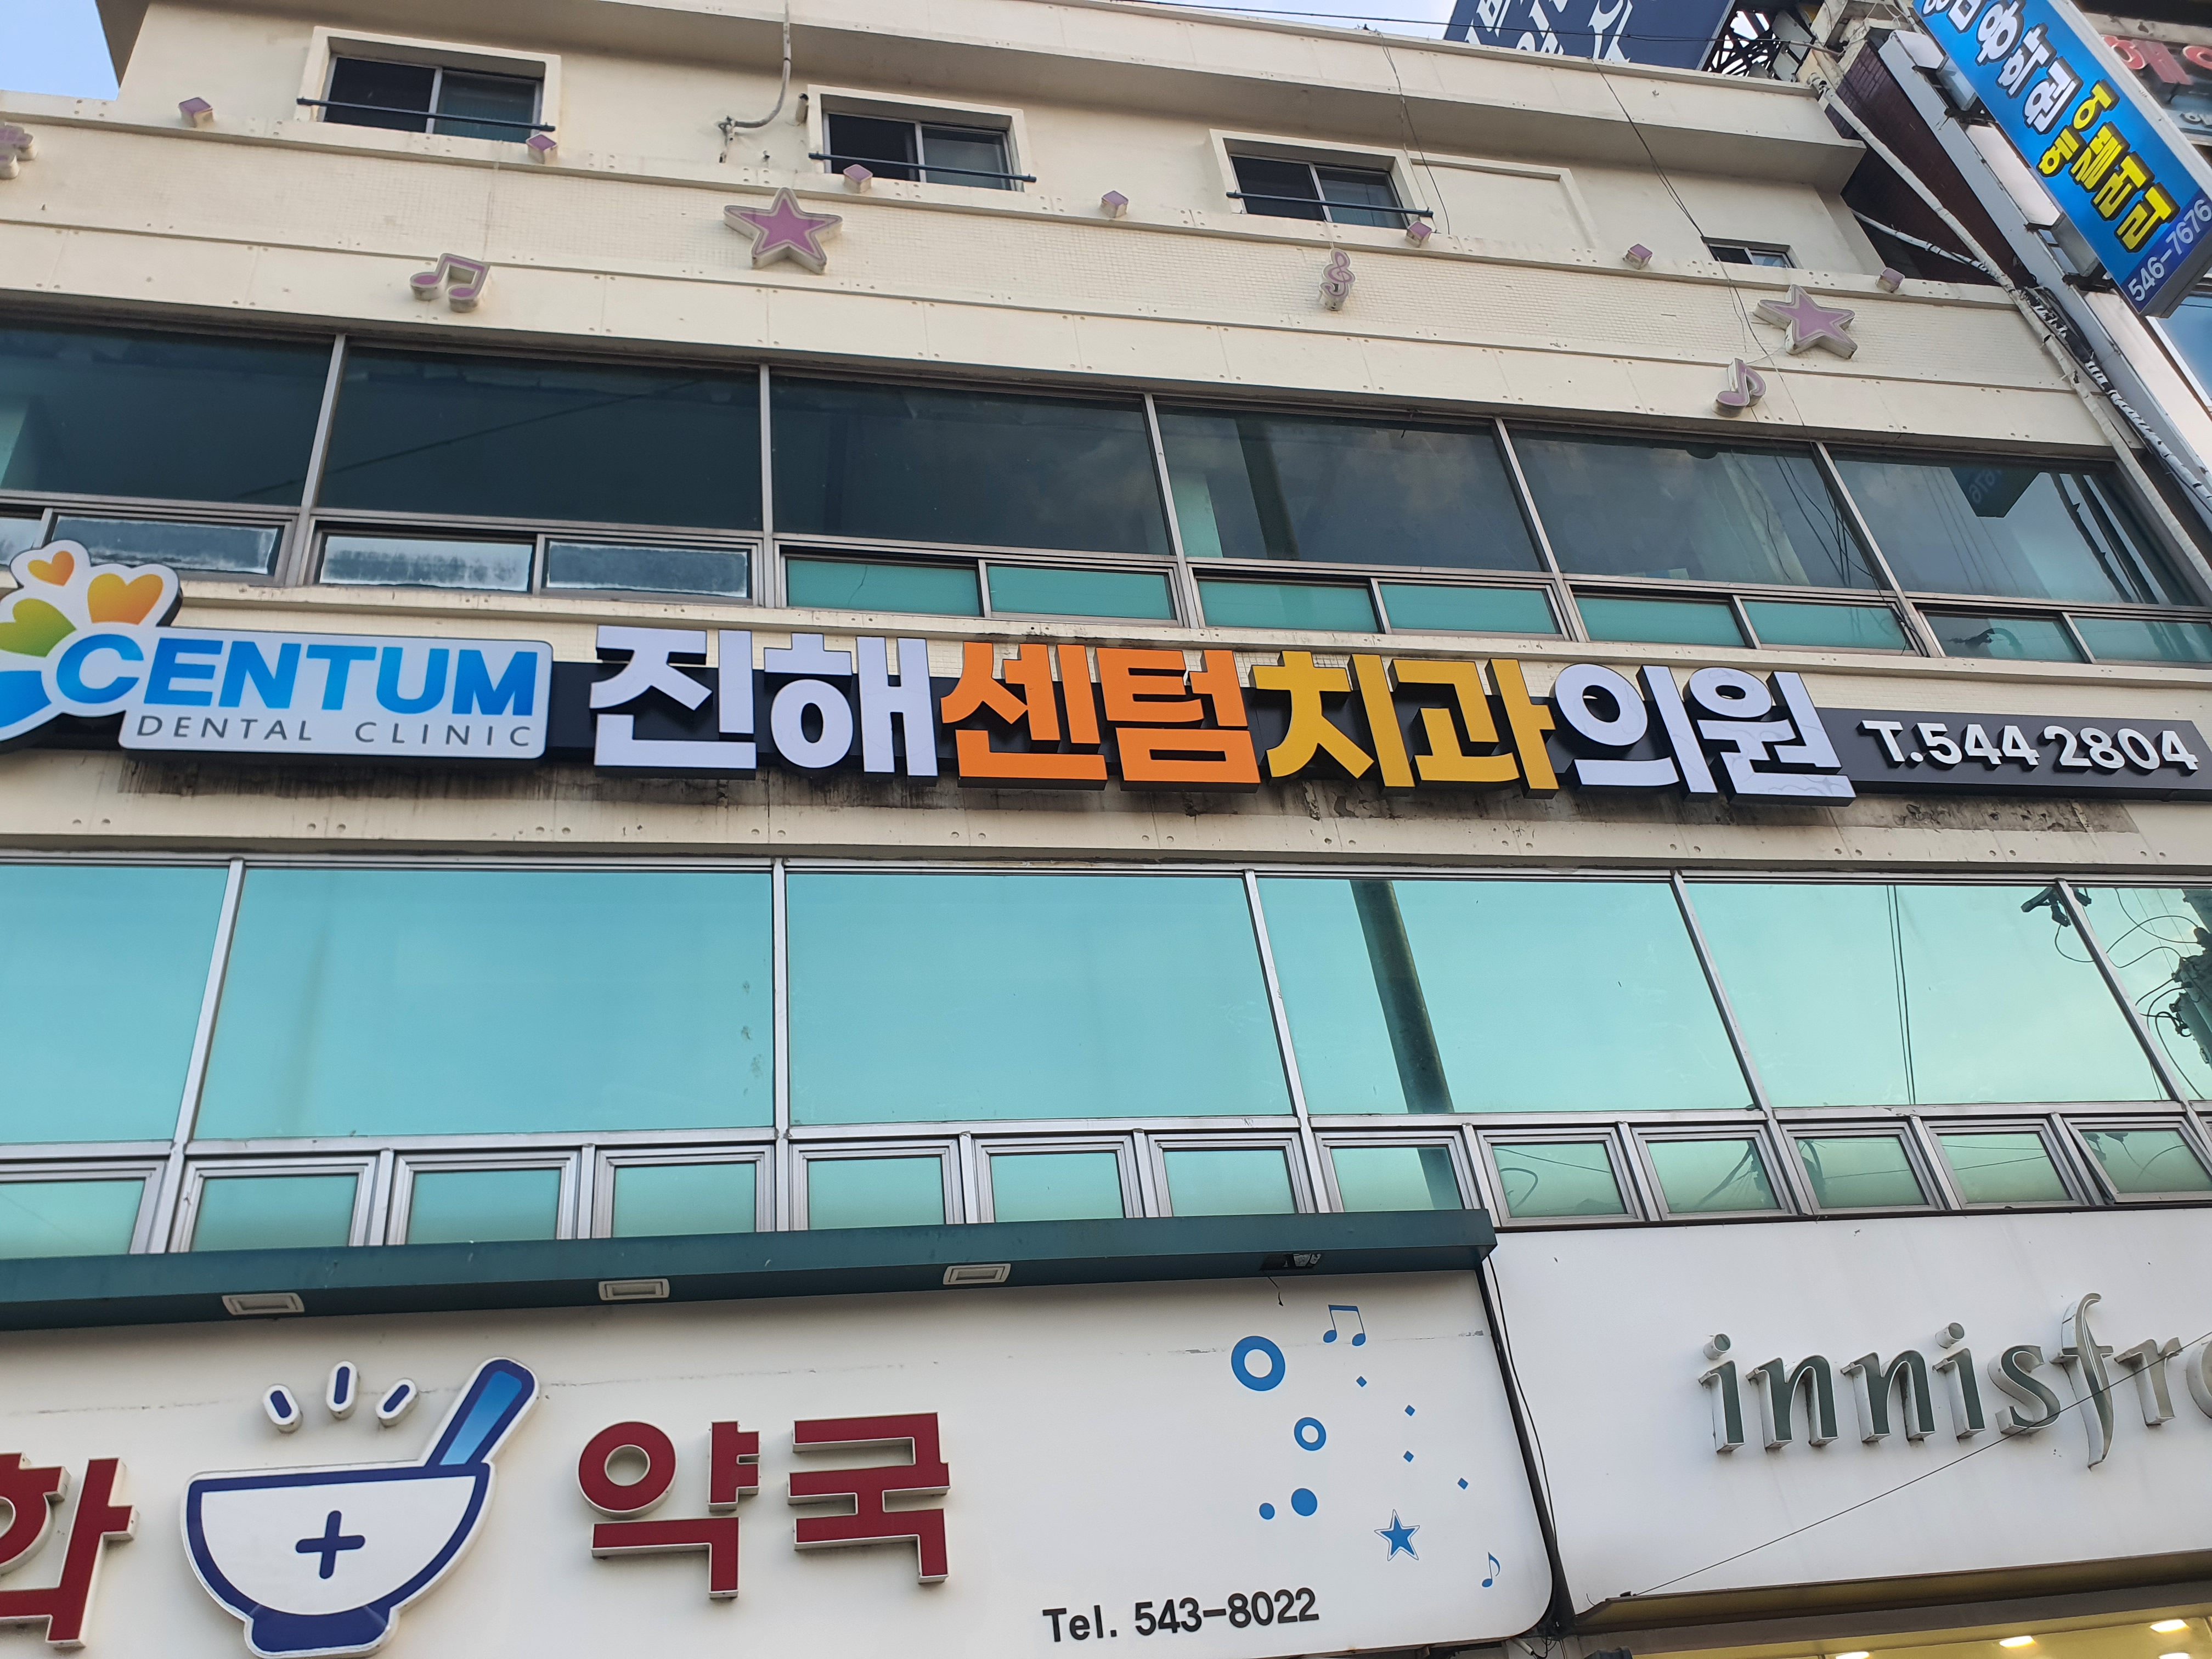 546-7676
CENTUM
DENTAL CLINIC
진해센텀치과의원 T.544 2804
약국
Tel. 543-8022
innisfr